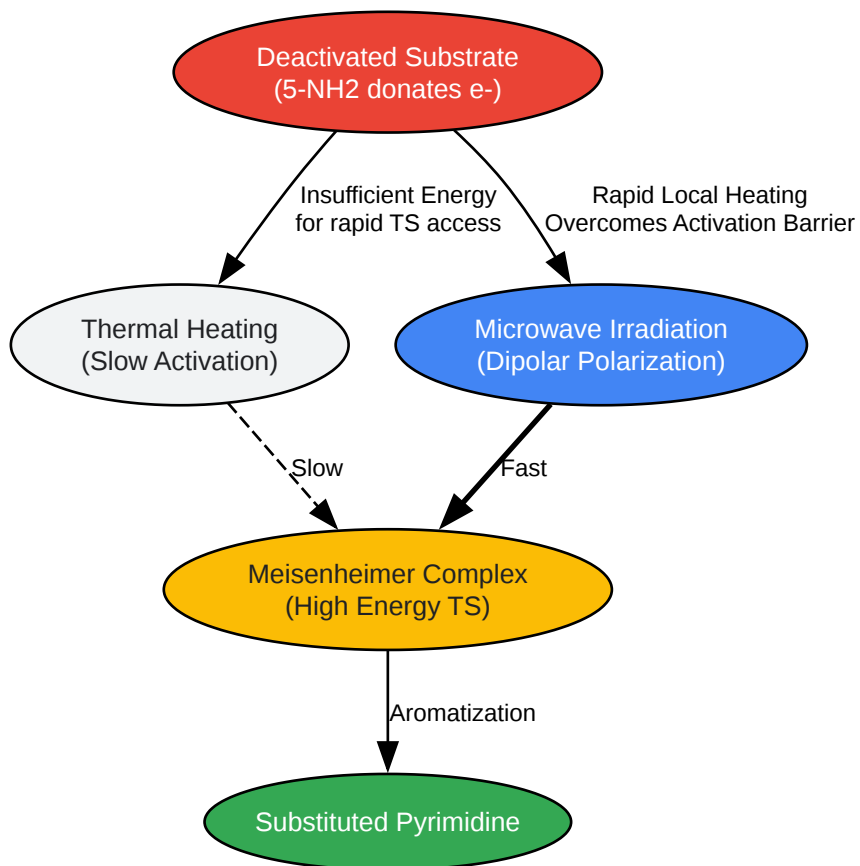 Deactivated Substrate
(5-NH2 donates e-)
Insufficient Energy
for rapid TS access
Rapid Local Heating
Overcomes Activation Barrier
Thermal Heating
(Slow Activation)
Microwave Irradiation
(Dipolar Polarization)
Slow
Fast
Meisenheimer Complex
(High Energy TS)
Aromatization
Substituted Pyrimidine